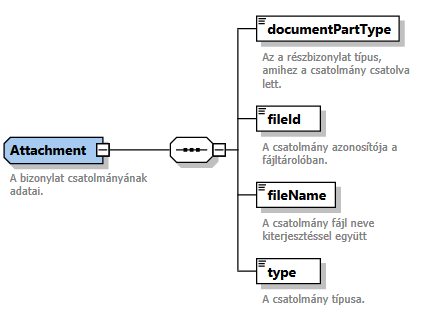 documentPartType
Az a részbizonylat típus,
amihez a csatolmány csatolva
lett.
fileId
A csatolmány azonosítója a
fájltárolóban.
Attachment
A bizonylat csatolmányának
adatai.
fileName
A csatolmány fájl neve
kiterjesztéssel együtt
type
A csatolmány típusa.